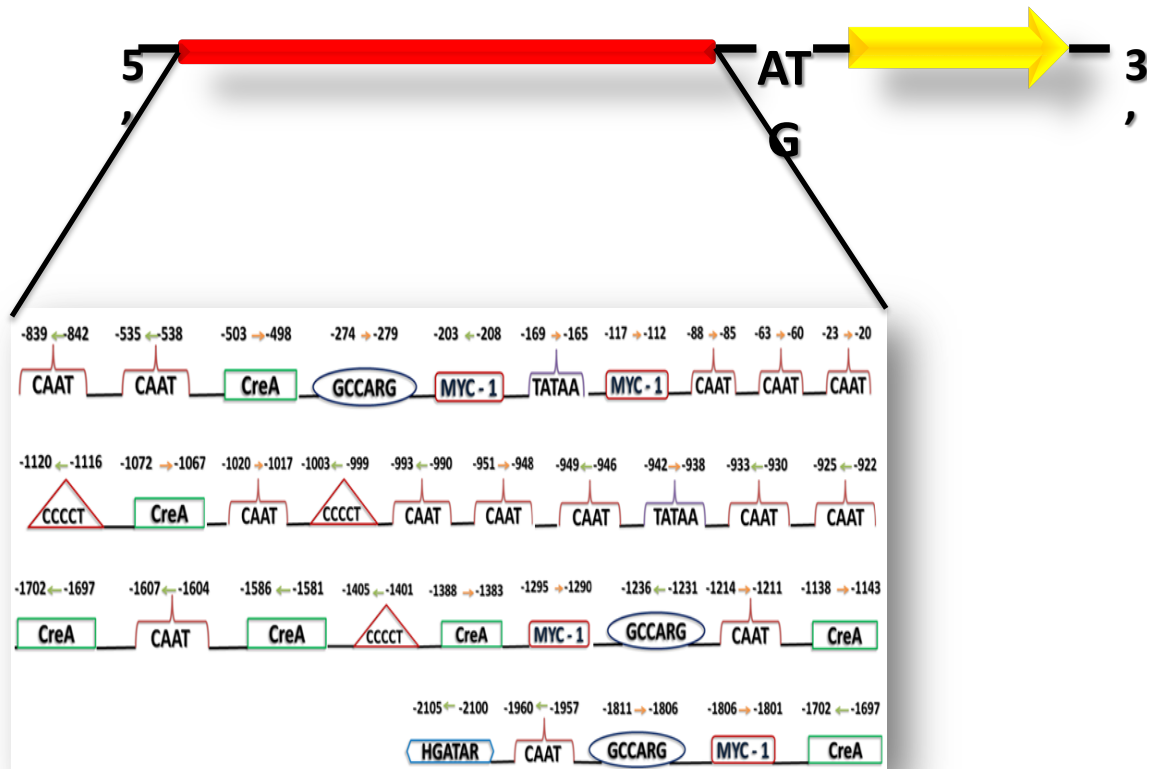 5 AT 3
, G ,
-839 ←-842 -535 ←-538 -503 →-498 -274 →-279 -203 ←-208 -169 →-165 -117 →-112 -88 →-85 -63 →-60 -23 →-20
CAAT CAAT CreA GCCARG MYC - 1 TATAA MYC - 1 CAAT CAAT CAAT
-1120 ← -1116 -1072 →-1067 -1020 →-1017 -1003← -999 -993 ←-990 -951 →-948 -949←-946 -942→-938 -933←-930 -925 ←-922
CCCCT CreA CAAT CCCCT CAAT CAAT CAAT TATAA CAAT CAAT
-1702← -1697 -1607← -1604 -1586 ←-1581 -1405 ← -1401 -1388 →-1383 -1295 →-1290 -1236 ← -1231 -1214 →-1211 -1138 →-1143
CreA CAAT CreA CCCCT CreA MYC - 1 GCCARG CAAT CreA
-2105← -2100 -1960 ← -1957 -1811 →-1806 -1806 →-1801 -1702 ←-1697
HGATAR CAAT GCCARG MYC - 1 CreA